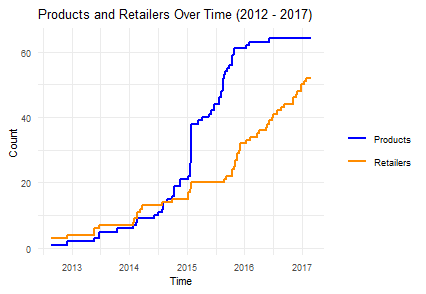 Products and Retailers Over Time (2012 - 2017)
60
40
20
0
Count
2013 2014 2015 2016 2017
Time
Products
Retailers